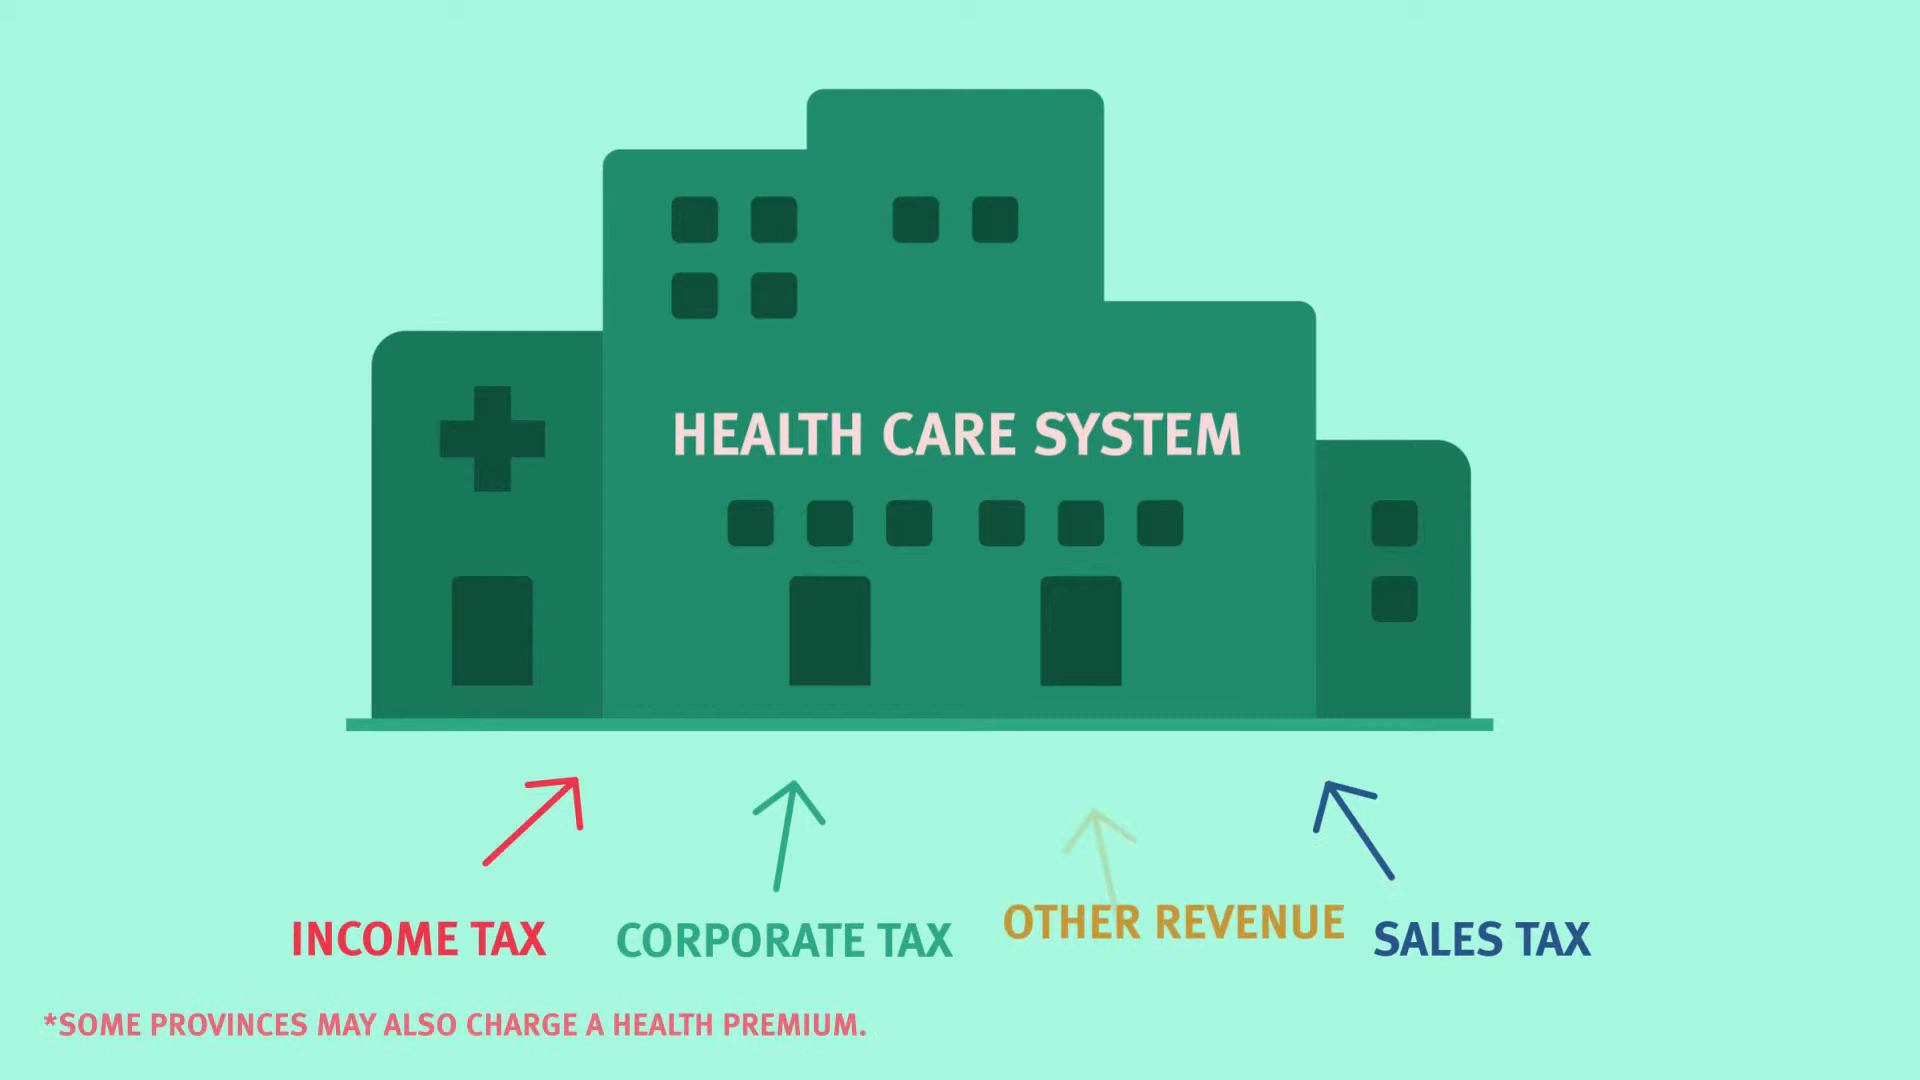 HEALTH CARE SYSTEM
INCOME TAX
CORPORATE TAX
OTHER REVENUE
SALES TAX
*SOME PROVINCES MAY ALSO CHARGE A HEALTH PREMIUM.